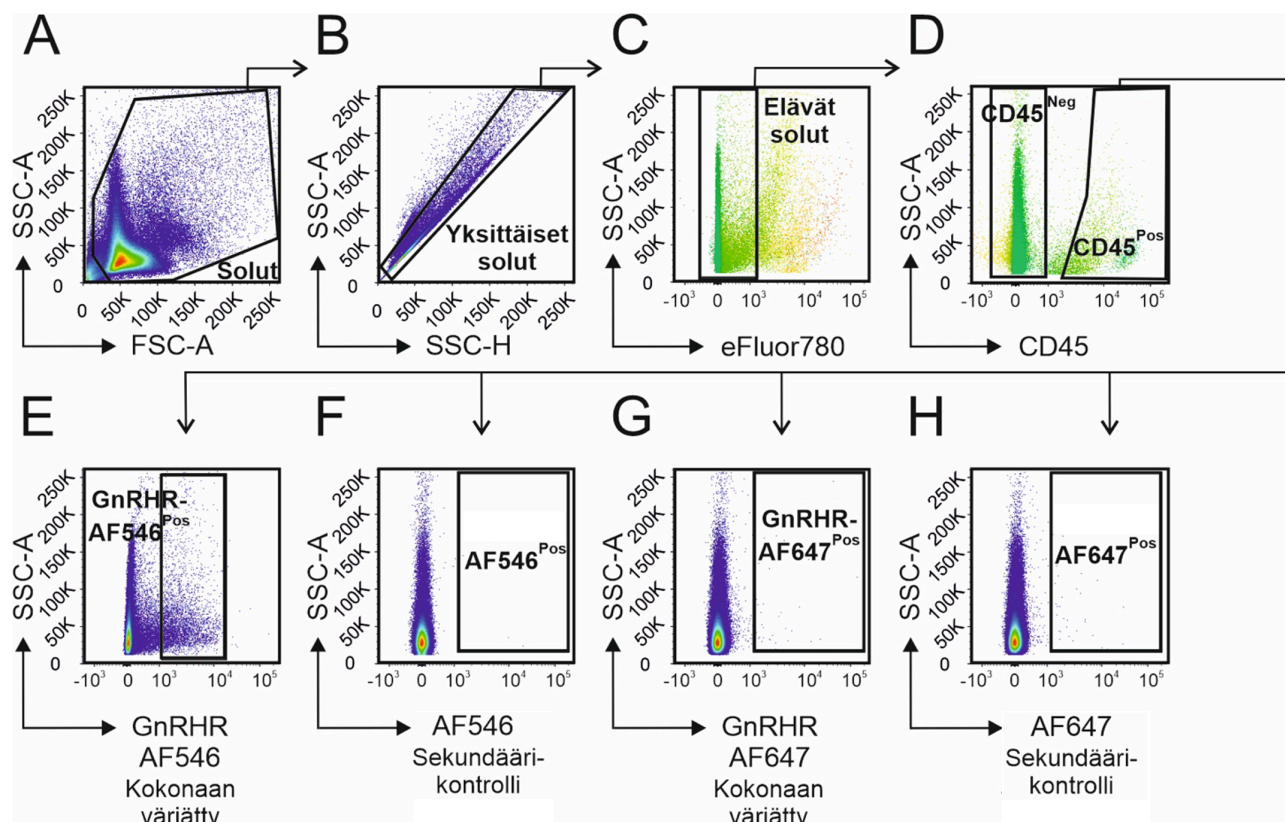 A
B
C
D
SSC-A
250K
200K
150K
100K
50K
0
Solut
0
50K
100K
150K
200K
250K
FSC-A
SSC-A
250K
200K
150K
100K
50K
0
Yksittäiset
solut
0
50K
100K
150K
200K
250K
SSC-H
SSC-A
250K
200K
150K
100K
50K
0
Elävät
solut
-10³ 0 10³ 10⁴ 10⁵
eFluor780
SSC-A
250K
200K
150K
100K
50K
0
CD45Neg
CD45Pos
-10³ 0 10³ 10⁴ 10⁵
CD45
E
F
G
H
SSC-A
250K
200K
150K
100K
50K
0
GnRHR-
AF546Pos
-10³ 0 10³ 10⁴ 10⁵
GnRHR
AF546
Kokonaan
värjätty
SSC-A
250K
200K
150K
100K
50K
0
AF546Pos
-10³ 0 10³ 10⁴ 10⁵
AF546
Sekundääri-
kontrolli
SSC-A
250K
200K
150K
100K
50K
0
GnRHR-
AF647Pos
-10³ 0 10³ 10⁴ 10⁵
GnRHR
AF647
Kokonaan
värjätty
SSC-A
250K
200K
150K
100K
50K
0
AF647Pos
-10³ 0 10³ 10⁴ 10⁵
AF647
Sekundääri-
kontrolli